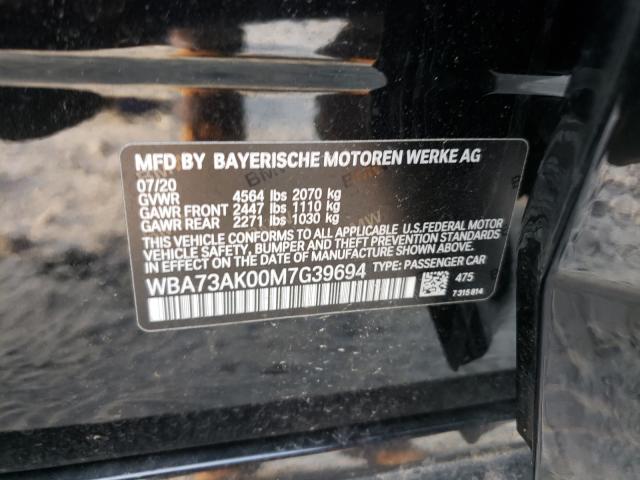 MFD BY BAYERISCHE MOTOREN WERKE AG
07/20
GVWR 4564 lbs 2070 kg
GAWR FRONT 2447 lbs 1110 kg
GAWR REAR 2271 lbs 1030 kg
THIS VEHICLE CONFORMS TO ALL APPLICABLE U.S.FEDERAL MOTOR
VEHICLE SAFETY, BUMPER AND THEFT PREVENTION STANDARDS
IN EFFECT ON THE DATE OF MANUFACTURE SHOWN ABOVE.
WBA73AK00M7G39694 TYPE: PASSENGER CAR
475
7315814